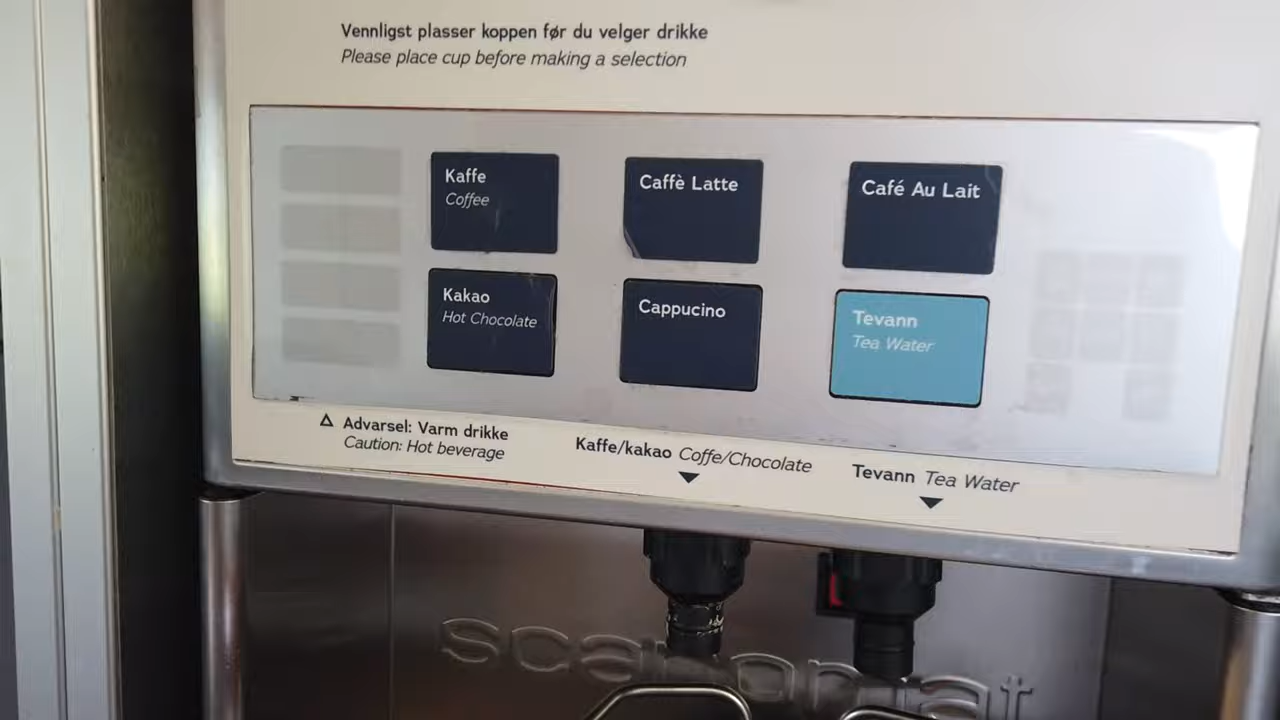 Vennligst plasser koppen før du velger drikke
Please place cup before making a selection
Kaffe
Coffee
Caffè Latte
Café Au Lait
Kakao
Hot Chocolate
Cappucino
Tevann
Tea Water
Advarsel: Varm drikke
Caution: Hot beverage
Kaffe/kakao Coffe/Chocolate
Tevann Tea Water
scanomat